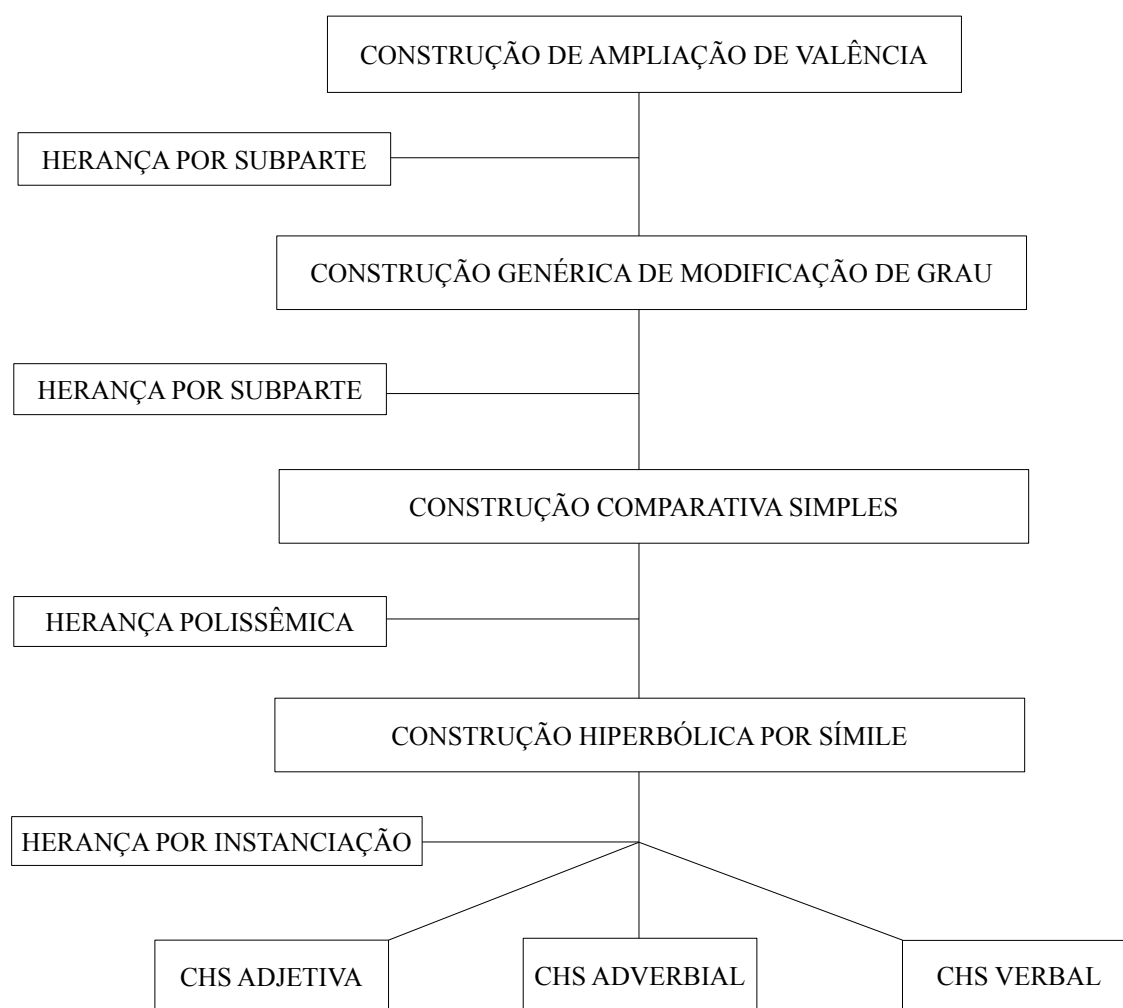 CONSTRUÇÃO DE AMPLIAÇÃO DE VALÊNCIA
HERANÇA POR SUBPARTE
CONSTRUÇÃO GENÉRICA DE MODIFICAÇÃO DE GRAU
HERANÇA POR SUBPARTE
CONSTRUÇÃO COMPARATIVA SIMPLES
HERANÇA POLISSÊMICA
CONSTRUÇÃO HIPERBÓLICA POR SÍMILE
HERANÇA POR INSTANCIAÇÃO
CHS ADJETIVA
CHS ADVERBIAL
CHS VERBAL